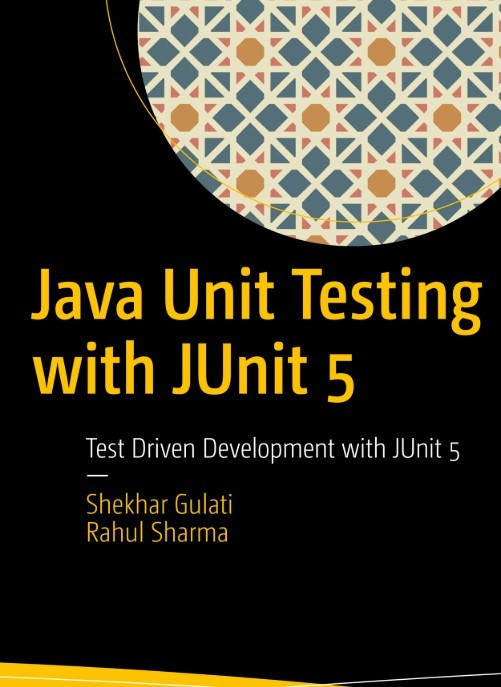 Java Unit Testing
with JUnit 5
Test Driven Development with JUnit 5
Shekhar Gulati
Rahul Sharma